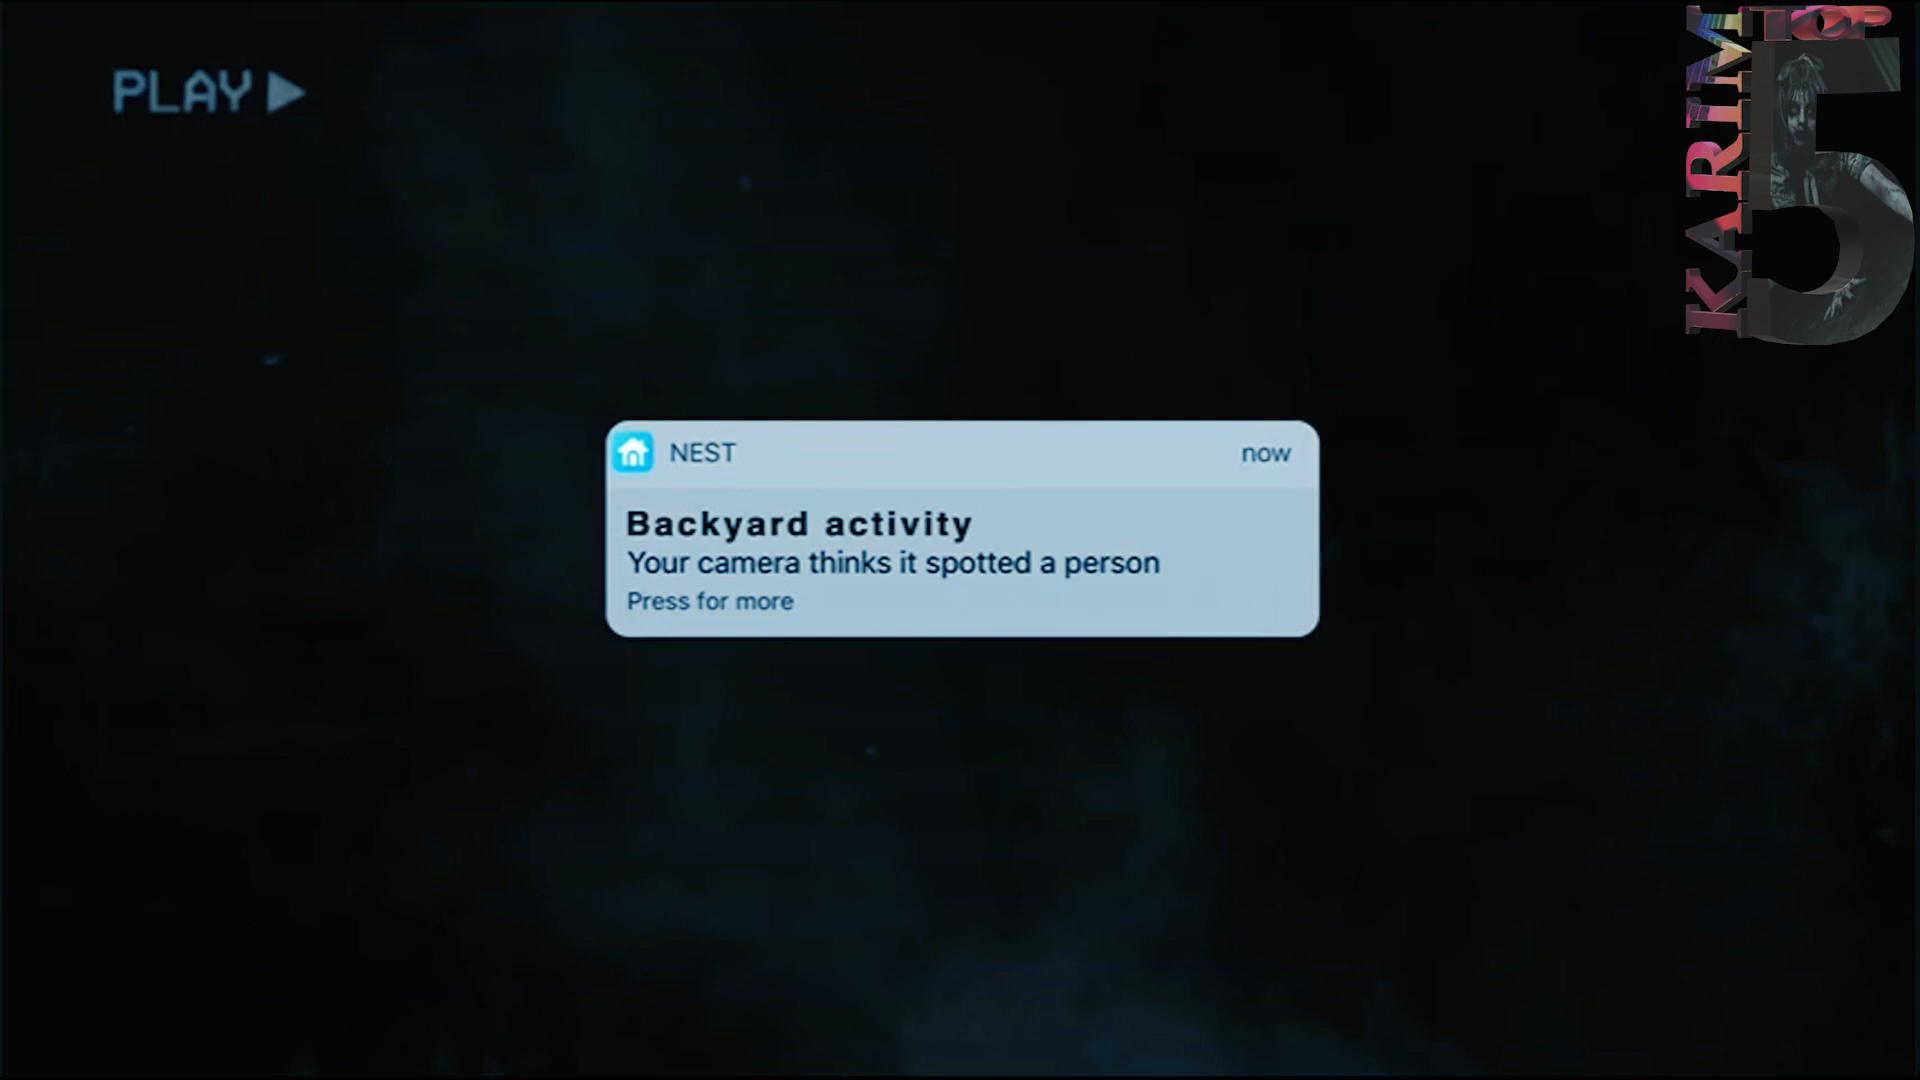 PLAY
KARIM
TOP
5
NEST
now
Backyard activity
Your camera thinks it spotted a person
Press for more